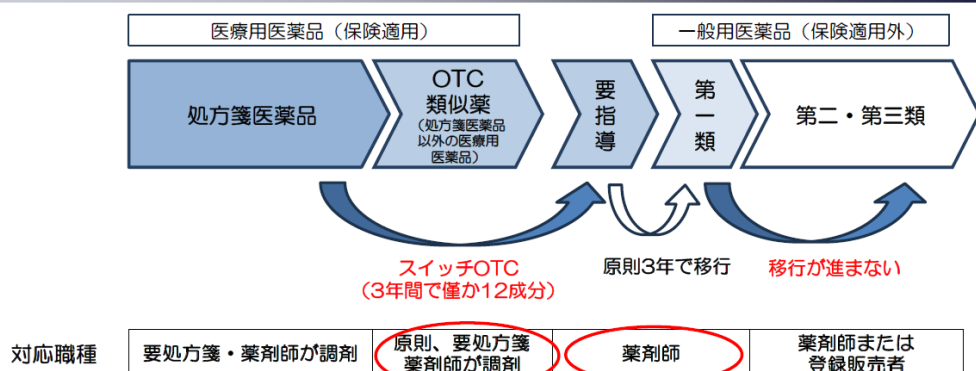 医療用医薬品（保険適用）
一般用医薬品（保険適用外）
処方箋医薬品
OTC
類似薬
（処方箋医薬品
以外の医療用
医薬品）
要
指
導
第
一
類
第二・第三類
スイッチOTC
（3年間で僅か12成分）
原則3年で移行
移行が進まない
対応職種
要処方箋・薬剤師が調剤
原則、要処方箋
薬剤師が調剤
薬剤師
薬剤師または
登録販売者